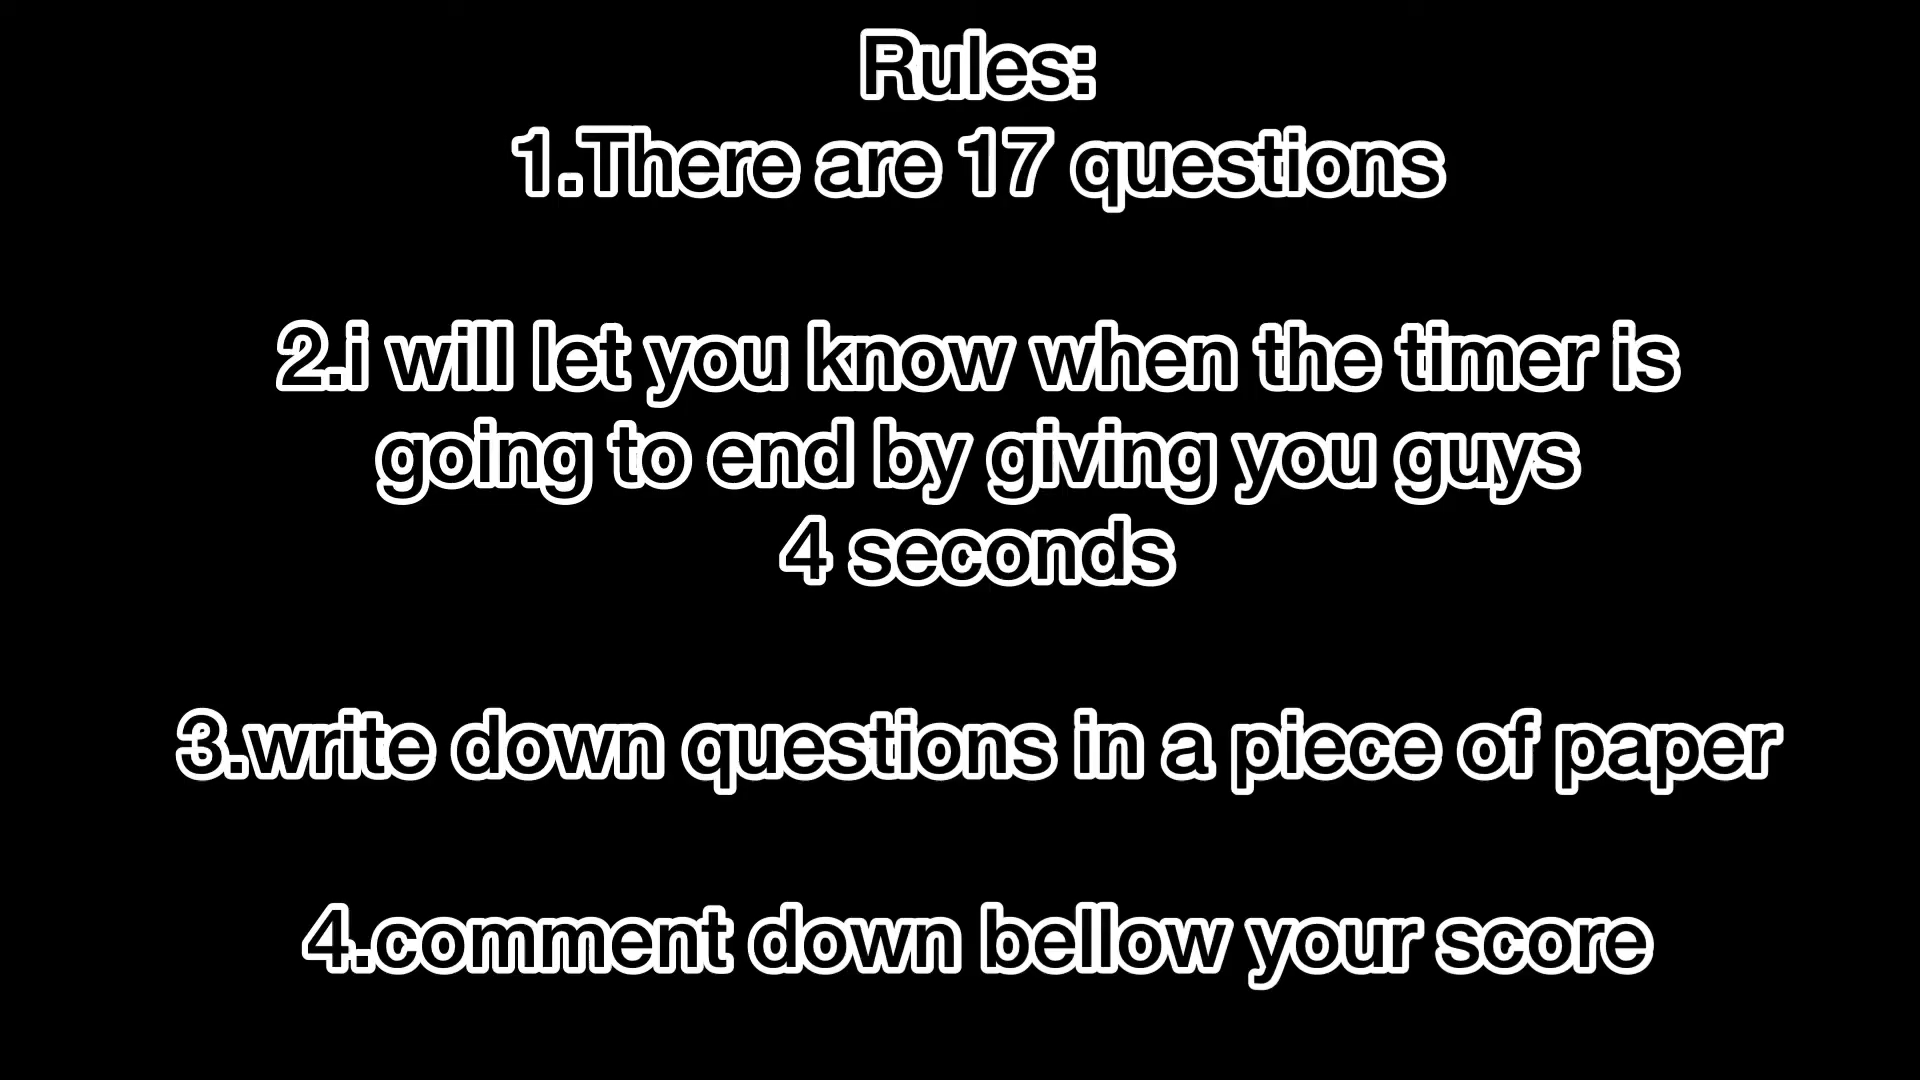 Rules:
1.There are 17 questions
2.i will let you know when the timer is
going to end by giving you guys
4 seconds
3.write down questions in a piece of paper
4.comment down bellow your score